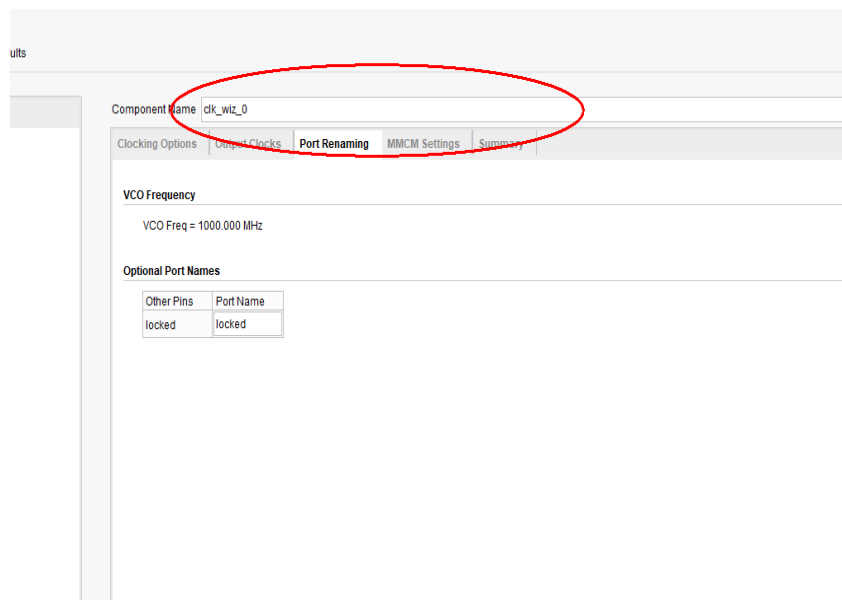 ults
Component Name clk_wiz_0
Clocking Options Output Clocks Port Renaming MMCM Settings Summary
VCO Frequency
VCO Freq = 1000.000 MHz
Optional Port Names
Other Pins Port Name
locked locked